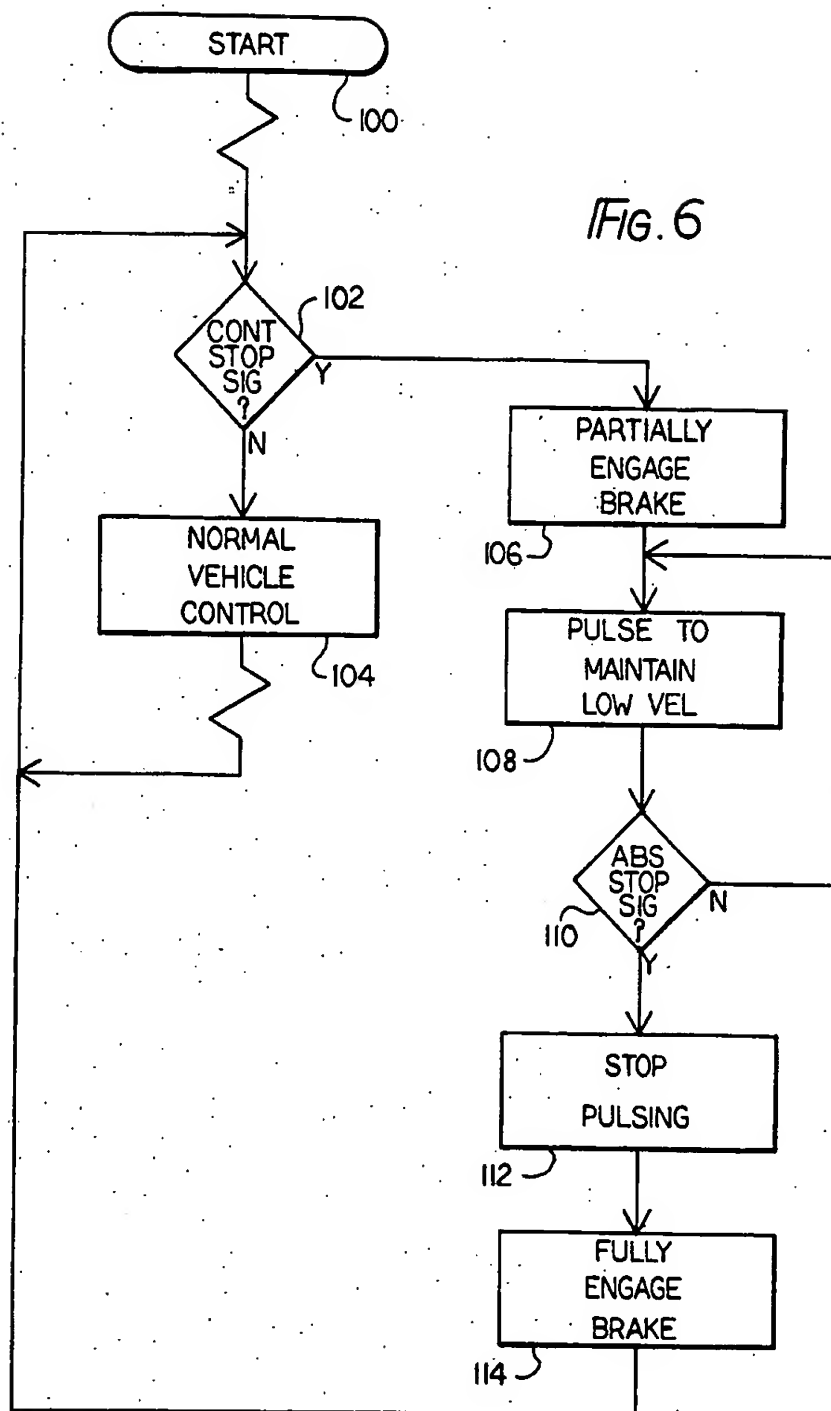 START
100
FIG. 6
102
CONT
STOP
SIG
?
Y
N
PARTIALLY
ENGAGE
BRAKE
106
NORMAL
VEHICLE
CONTROL
104
PULSE TO
MAINTAIN
LOW VEL
108
ABS
STOP
SIG
?
110
N
Y
STOP
PULSING
112
FULLY
ENGAGE
BRAKE
114